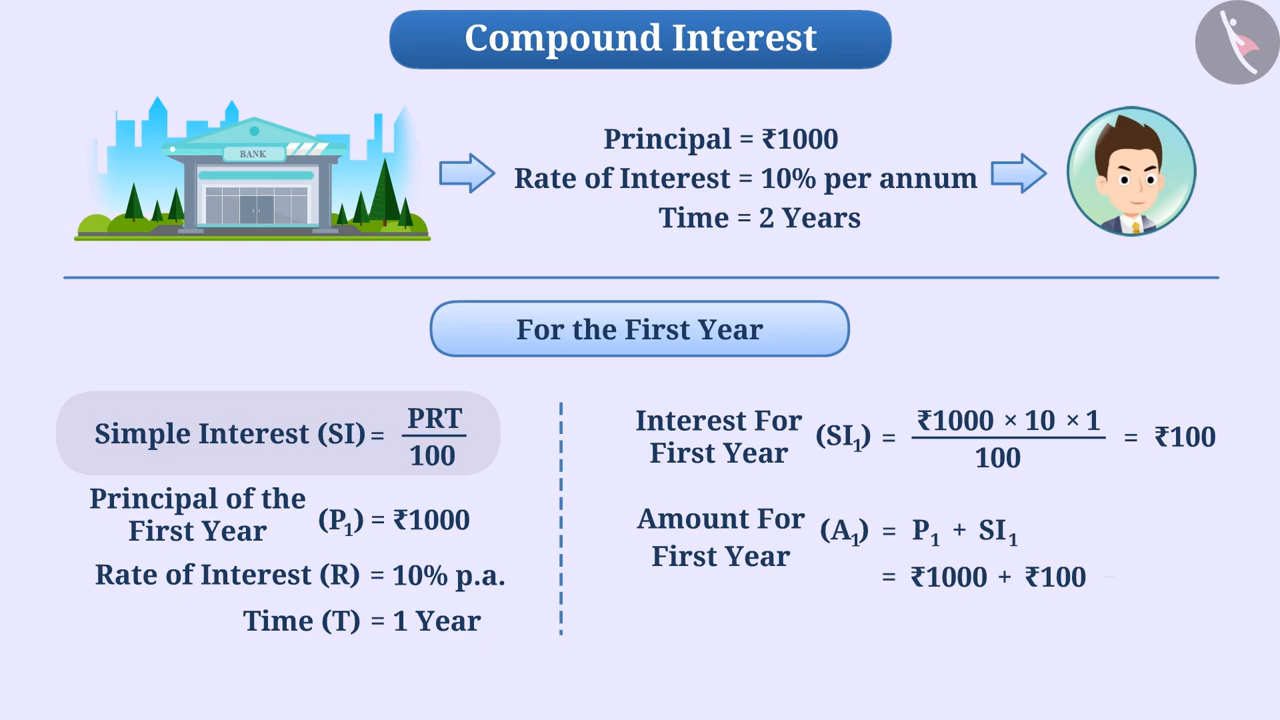 Compound Interest
BANK
Principal = ₹1000
Rate of Interest = 10% per annum
Time = 2 Years
For the First Year
Simple Interest (SI) = PRT / 100
Principal of the First Year (P₁) = ₹1000
Rate of Interest (R) = 10% p.a.
Time (T) = 1 Year
Interest For First Year (SI₁) = ₹1000 × 10 × 1 / 100 = ₹100
Amount For First Year (A₁) = P₁ + SI₁
= ₹1000 + ₹100